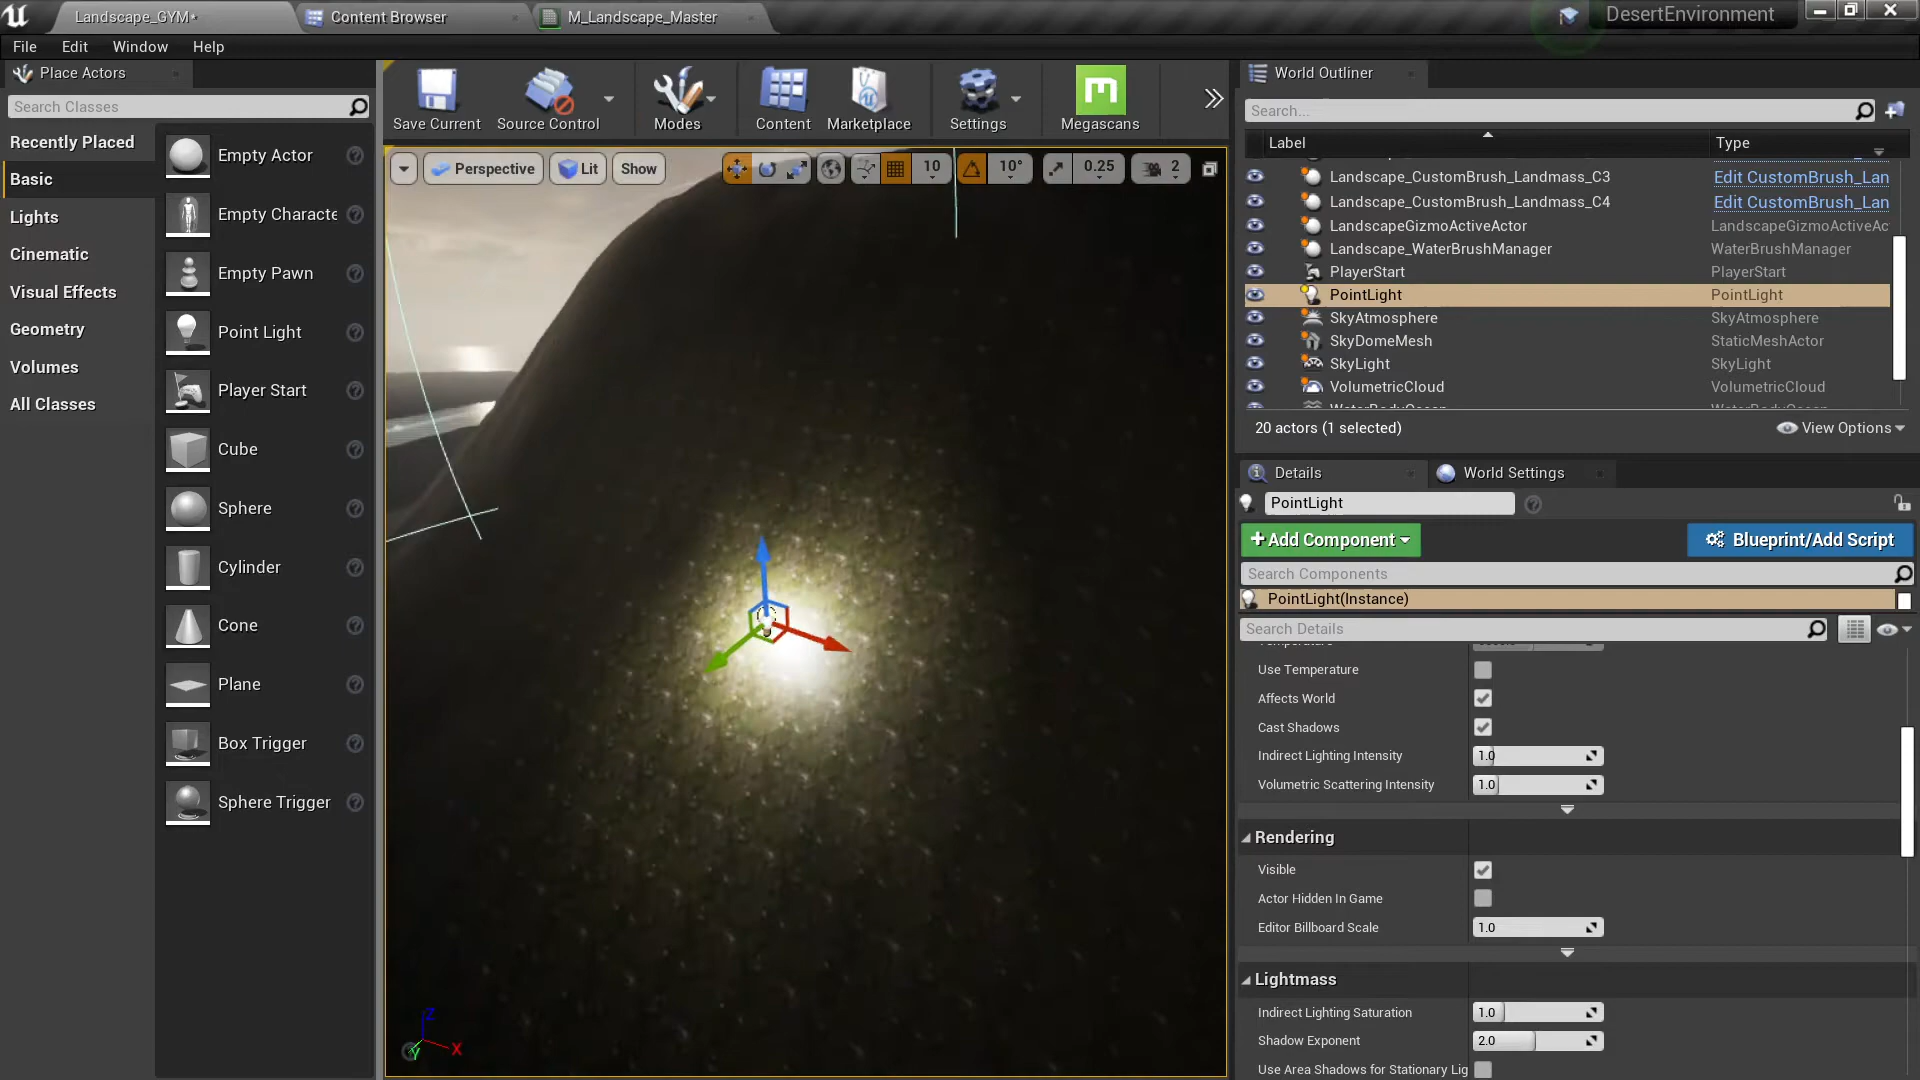 Landscape_GYM*
Content Browser
M_Landscape_Master
DesertEnvironment
File Edit Window Help
Place Actors
Search Classes
Recently Placed
Basic
Lights
Cinematic
Visual Effects
Geometry
Volumes
All Classes
Empty Actor
Empty Characte
Empty Pawn
Point Light
Player Start
Cube
Sphere
Cylinder
Cone
Plane
Box Trigger
Sphere Trigger
Save Current
Source Control
Modes
Content
Marketplace
Settings
Megascans
Perspective
Lit
Show
10
10°
0.25
2
Z
X
Y
World Outliner
Search...
Label Type
Landscape_CustomBrush_Landmass_C3 Edit CustomBrush_Lan
Landscape_CustomBrush_Landmass_C4 Edit CustomBrush_Lan
LandscapeGizmoActiveActor LandscapeGizmoActiveAc
Landscape_WaterBrushManager WaterBrushManager
PlayerStart PlayerStart
PointLight PointLight
SkyAtmosphere SkyAtmosphere
SkyDomeMesh StaticMeshActor
SkyLight SkyLight
VolumetricCloud VolumetricCloud
20 actors (1 selected)
View Options
Details
World Settings
PointLight
Add Component
Blueprint/Add Script
Search Components
PointLight(Instance)
Search Details
Use Temperature
Affects World
Cast Shadows
Indirect Lighting Intensity 1.0
Volumetric Scattering Intensity 1.0
Rendering
Visible
Actor Hidden In Game
Editor Billboard Scale 1.0
Lightmass
Indirect Lighting Saturation 1.0
Shadow Exponent 2.0
Use Area Shadows for Stationary Lig